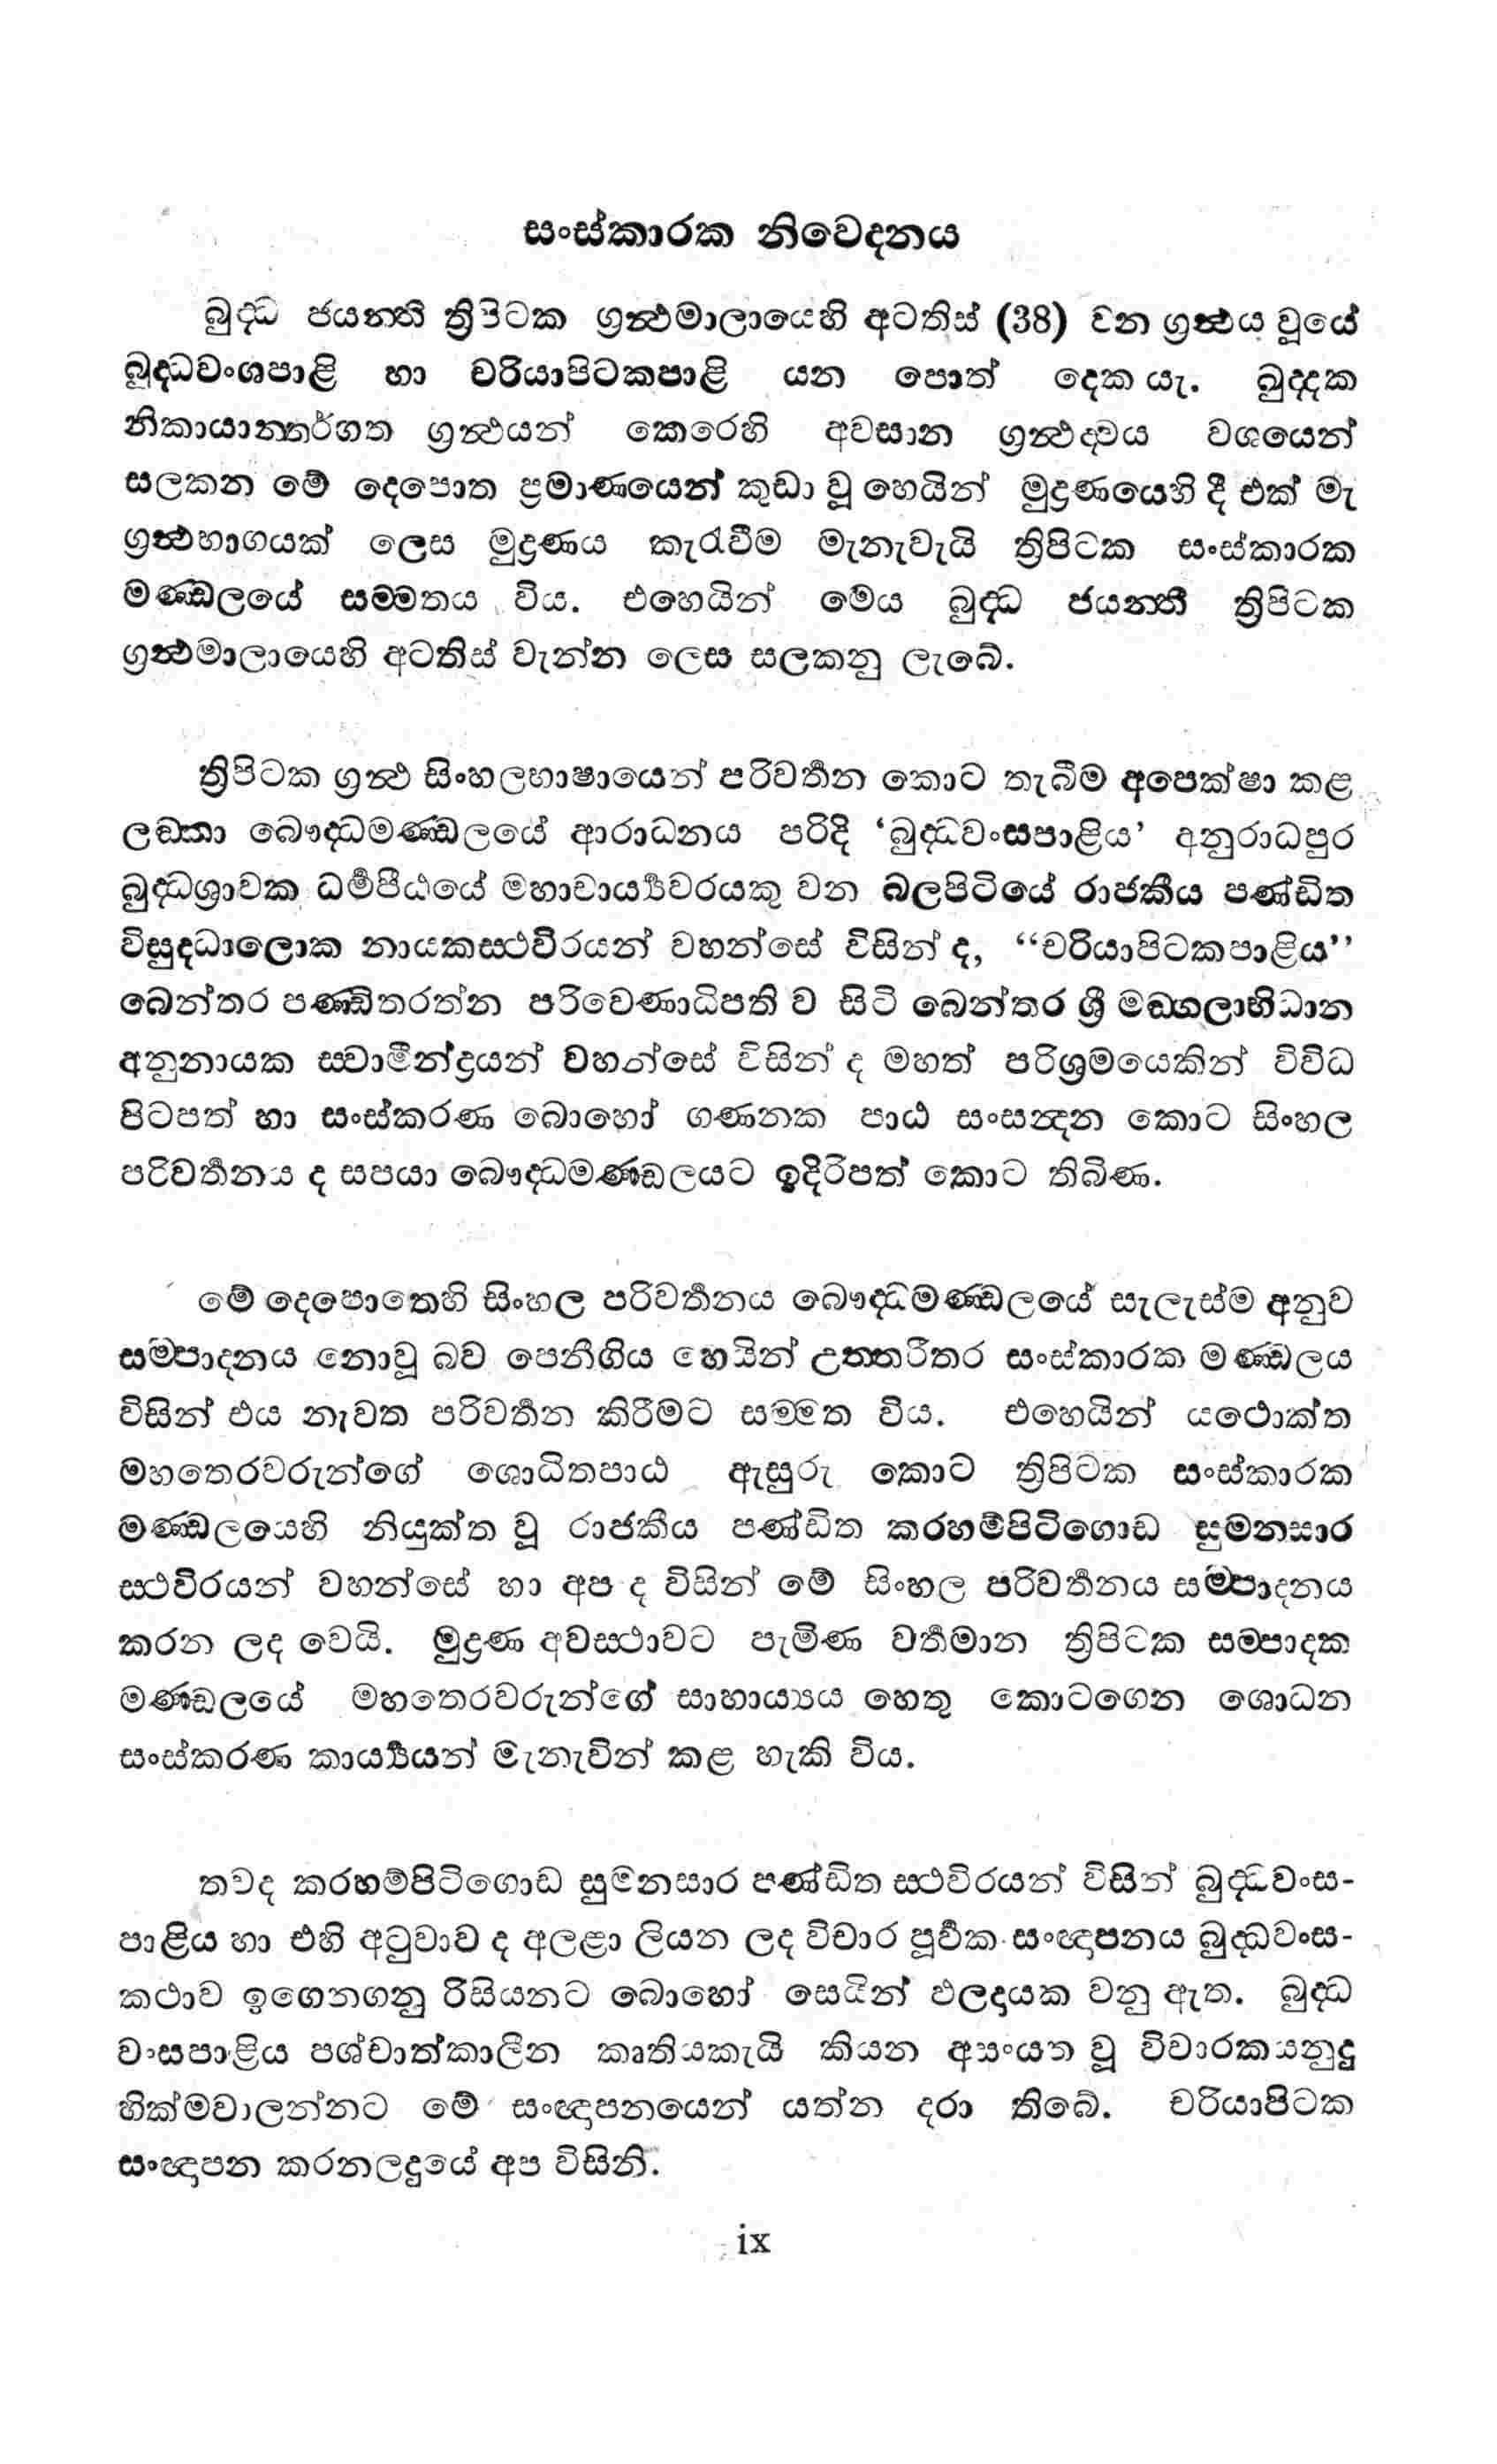 සංස්කාරක නිවෙදනය
බුද්ධ ජයන්ති ත්‍රිපිටක ග්‍රන්ථමාලායෙහි අටතිස් (38) වන ග්‍රන්ථය වූයේ
බුද්ධවංශපාළි හා චරියාපිටකපාළි යන පොත් දෙක යැ. ඛුද්දක
නිකායාන්තර්ගත ග්‍රන්ථයන් කෙරෙහි අවසාන ග්‍රන්ථද්වය වශයෙන්
සලකන මේ දෙපොත ප්‍රමාණයෙන් කුඩා වූ හෙයින් මුද්‍රණයෙහි දී එක් මැ
ග්‍රන්ථභාගයක් ලෙස මුද්‍රණය කැරැවීම මැනැවැයි ත්‍රිපිටක සංස්කාරක
මණ්ඩලයේ සම්මතය විය. එහෙයින් මෙය බුද්ධ ජයන්තී ත්‍රිපිටක
ග්‍රන්ථමාලායෙහි අටතිස් වැන්න ලෙස සලකනු ලැබේ.
ත්‍රිපිටක ග්‍රන්ථ සිංහලභාෂායෙන් පරිවර්තන කොට තැබීම අපෙක්ෂා කළ
ලඞ්කා බෞද්ධමණ්ඩලයේ ආරාධනය පරිදි ‘බුද්ධවංසපාළිය’ අනුරාධපුර
බුද්ධශ්‍රාවක ධර්මපීඨයේ මහාචාර්‍ය්‍යවරයකු වන බලපිටියේ රාජකීය පණ්ඩිත
විසුද්ධාලොක නායකස්ථවිරයන් වහන්සේ විසින් ද, “චරියාපිටකපාළිය”
බෙන්තර පණ්ඩිතරත්න පරිවෙණාධිපති ව සිටි බෙන්තර ශ්‍රී මඞ්ගලාභිධාන
අනුනායක ස්වාමීන්ද්‍රයන් වහන්සේ විසින් ද මහත් පරිශ්‍රමයෙකින් විවිධ
පිටපත් හා සංස්කරණ බොහෝ ගණනක පාඨ සංසන්දන කොට සිංහල
පරිවර්තනය ද සපයා බෞද්ධමණ්ඩලයට ඉදිරිපත් කොට තිබිණ.
මේ දෙපොතෙහි සිංහල පරිවර්තනය බෞද්ධමණ්ඩලයේ සැලැස්ම අනුව
සම්පාදනය නොවූ බව පෙනීගිය හෙයින් උත්තරීතර සංස්කාරක මණ්ඩලය
විසින් එය නැවත පරිවර්තන කිරීමට සම්මත විය. එහෙයින් යථොක්ත
මහතෙරවරුන්ගේ ශොධිතපාඨ ඇසුරු කොට ත්‍රිපිටක සංස්කාරක
මණ්ඩලයෙහි නියුක්ත වූ රාජකීය පණ්ඩිත කරහම්පිටිගොඩ සුමනසාර
ස්ථවිරයන් වහන්සේ හා අප ද විසින් මේ සිංහල පරිවර්තනය සම්පාදනය
කරන ලද වෙයි. මුද්‍රණ අවස්ථාවට පැමිණ වර්තමාන ත්‍රිපිටක සම්පාදක
මණ්ඩලයේ මහතෙරවරුන්ගේ සාහාය්‍යය හෙතු කොටගෙන ශොධන
සංස්කරණ කාර්‍ය්‍යයන් මැනැවින් කළ හැකි විය.
තවද කරහම්පිටිගොඩ සුමනසාර පණ්ඩිත ස්ථවිරයන් විසින් බුද්ධවංස-
පාළිය හා එහි අටුවාව ද අලළා ලියන ලද විචාර පූර්වක සංඥාපනය බුද්ධවංස-
කථාව ඉගෙනගනු රිසියනට බොහෝ සෙයින් ඵලදායක වනු ඇත. බුද්ධ
වංසපාළිය පශ්චාත්කාලීන කෘතියකැයි කියන අසංයත වූ විචාරකයනුදු
හික්මවාලන්නට මේ සංඥාපනයෙන් යත්න දරා තිබේ. චරියාපිටක
සංඥාපන කරනලදුයේ අප විසිනි.
ix